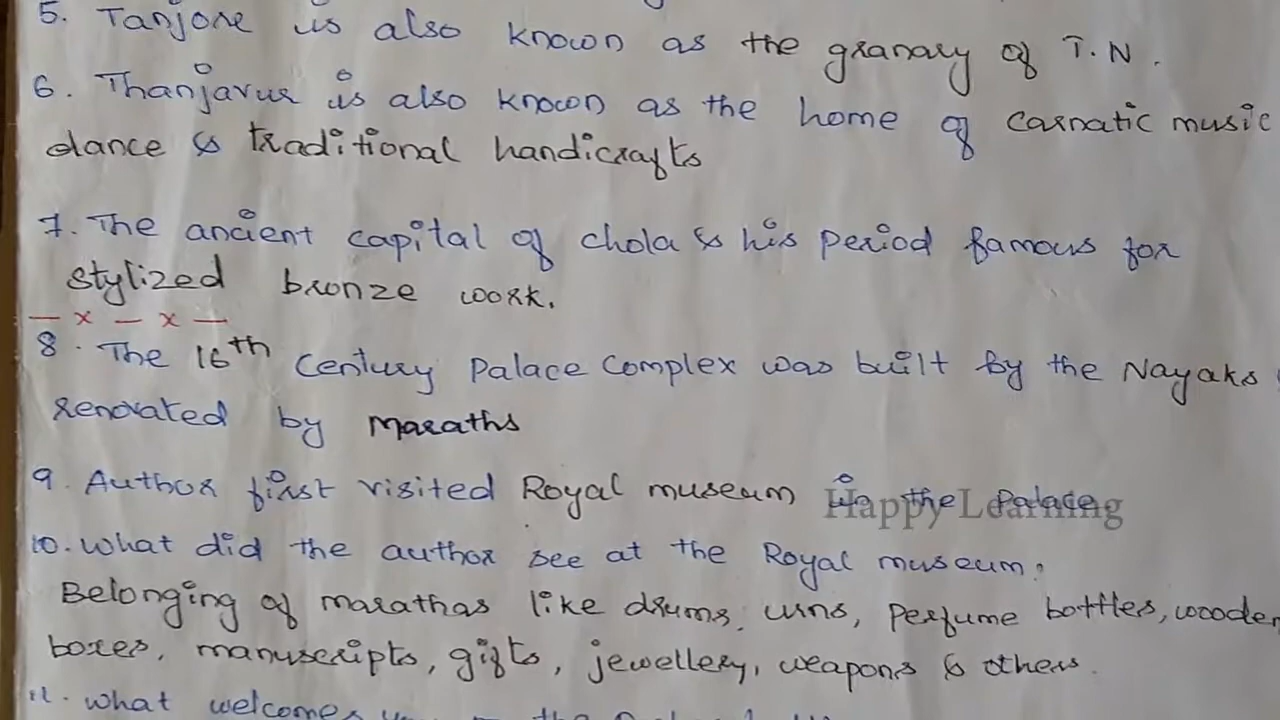 5. Tanjore is also known as the granary of T.N.
6. Thanjavur is also known as the home of carnatic music
dance & traditional handicrafts
7. The ancient capital of chola & his period famous for
stylized bronze work.
— x — x —
8. The 16th Century Palace Complex was built by the Nayaks
renovated by Maraths
9. Author first visited Royal museum in the Palace
Happy Learning
10. What did the author see at the Royal museum.
Belonging of marathas like drums, urns, perfume bottles, wooden
boxes, manuscripts, gifts, jewellery, weapons & others.
11. What welcomes